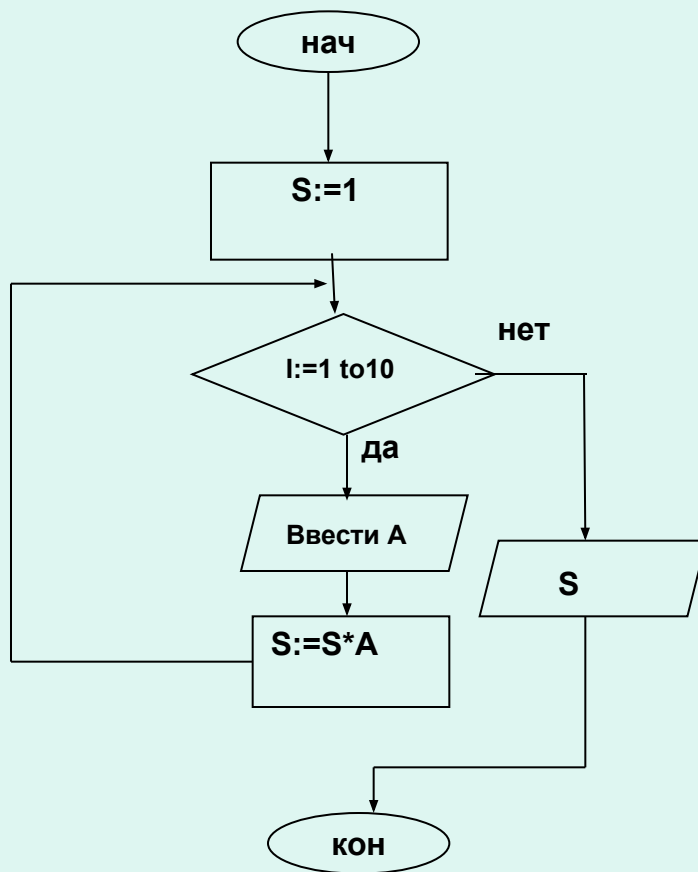 нач
S:=1
I:=1 to10
нет
да
Ввести А
S
S:=S*A
кон